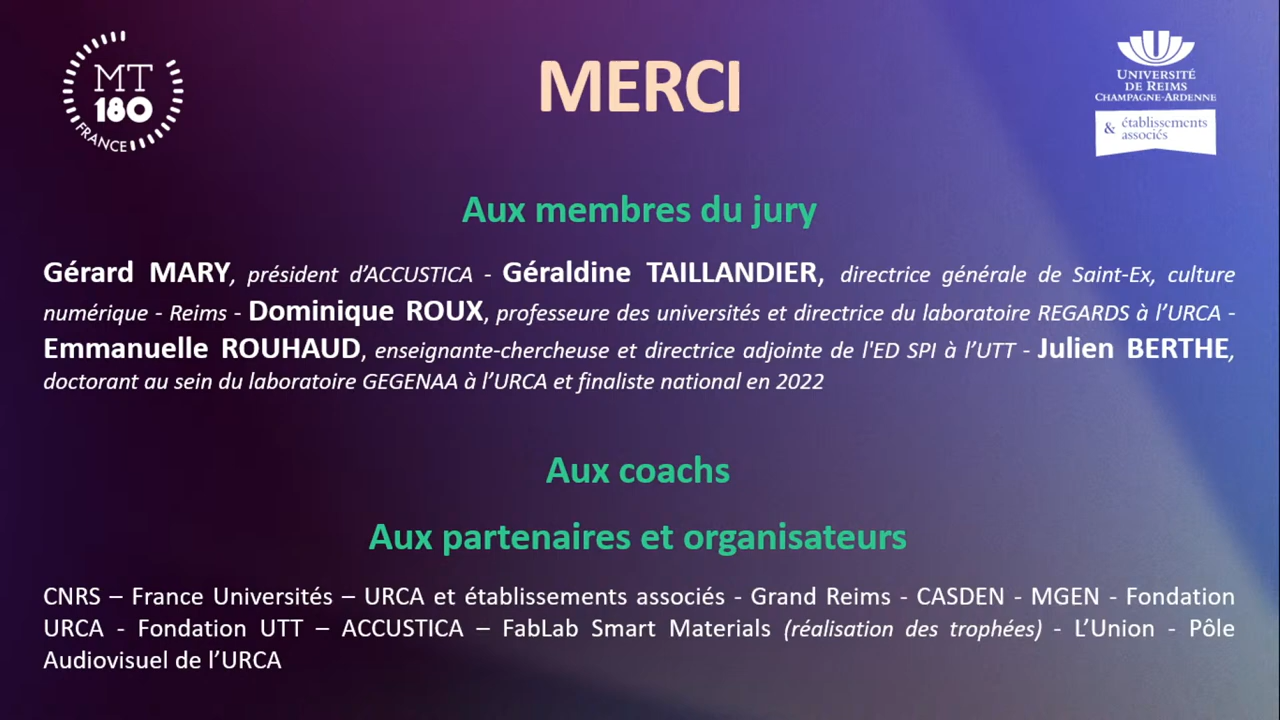 MT
180
FRANCE
MERCI
UNIVERSITÉ
DE REIMS
CHAMPAGNE-ARDENNE
& établissements
associés
Aux membres du jury
Gérard MARY, président d’ACCUSTICA - Géraldine TAILLANDIER, directrice générale de Saint-Ex, culture
numérique - Reims - Dominique ROUX, professeure des universités et directrice du laboratoire REGARDS à l’URCA -
Emmanuelle ROUHAUD, enseignante-chercheuse et directrice adjointe de l'ED SPI à l’UTT - Julien BERTHE,
doctorant au sein du laboratoire GEGENAA à l’URCA et finaliste national en 2022
Aux coachs
Aux partenaires et organisateurs
CNRS – France Universités – URCA et établissements associés - Grand Reims - CASDEN - MGEN - Fondation
URCA - Fondation UTT – ACCUSTICA – FabLab Smart Materials (réalisation des trophées) - L’Union - Pôle
Audiovisuel de l’URCA